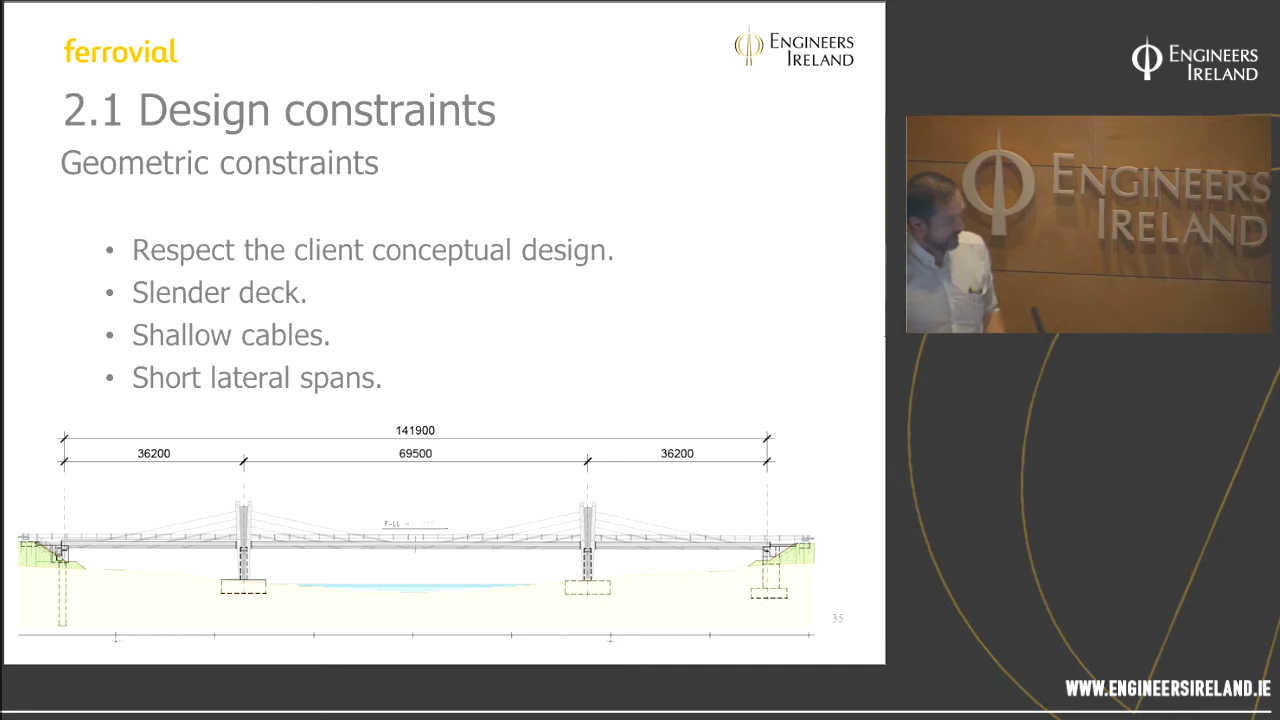 ferrovial
ENGINEERS
IRELAND
2.1 Design constraints
Geometric constraints
• Respect the client conceptual design.
• Slender deck.
• Shallow cables.
• Short lateral spans.
141900
36200
69500
36200
FALL
35
ENGINEERS
IRELAND
ENGINEERS
IRELAND
WWW.ENGINEERSIRELAND.IE